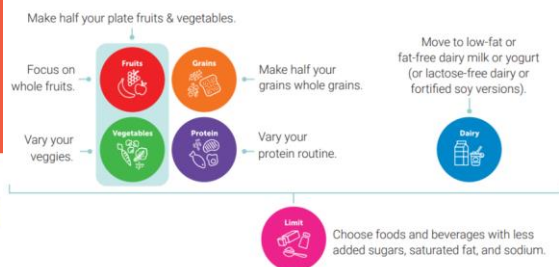 Make half your plate fruits & vegetables.
Focus on
whole fruits.
Fruits
Grains
Make half your
grains whole grains.
Move to low-fat or
fat-free dairy milk or yogurt
(or lactose-free dairy or
fortified soy versions).
Vary your
veggies.
Vegetables
Protein
Vary your
protein routine.
Dairy
Limit
Choose foods and beverages with less
added sugars, saturated fat, and sodium.